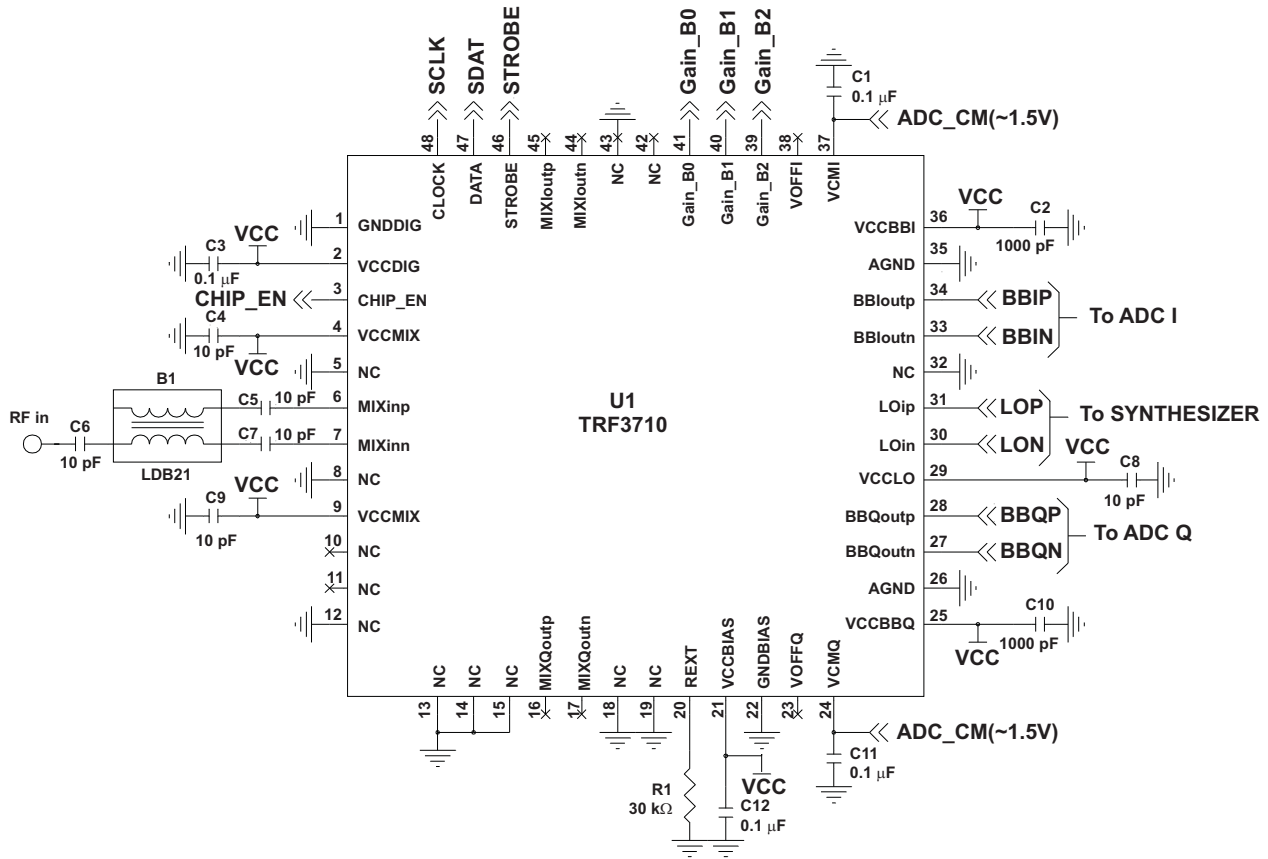 SCLK
SDAT
STROBE
Gain_B0
Gain_B1
Gain_B2
C1
0.1 μF
ADC_CM(~1.5V)
48
47
46
45
44
43
42
41
40
39
38
37
CLOCK
DATA
STROBE
MIXIoutp
MIXIoutn
NC
NC
Gain_B0
Gain_B1
Gain_B2
VOFFI
VCMI
1
GNDDIG
C3
VCC
0.1 μF
2
VCCDIG
CHIP_EN
3
CHIP_EN
C4
10 pF
VCC
4
VCCMIX
5
NC
B1
LDB21
RF in
C6
10 pF
C5
10 pF
6
MIXinp
C7
10 pF
7
MIXinn
8
NC
C9
10 pF
VCC
9
VCCMIX
10
NC
11
NC
12
NC
U1
TRF3710
VCCBBI
36
VCC
C2
1000 pF
AGND
35
BBIoutp
34
BBIP
BBIoutn
33
BBIN
To ADC I
NC
32
LOip
31
LOP
LOin
30
LON
To SYNTHESIZER
VCCLO
29
VCC
C8
10 pF
BBQoutp
28
BBQP
BBQoutn
27
BBQN
To ADC Q
AGND
26
VCCBBQ
25
VCC
C10
1000 pF
NC
NC
NC
MIXQoutp
MIXQoutn
NC
NC
REXT
VCCBIAS
GNDBIAS
VOFFQ
VCMQ
13
14
15
16
17
18
19
20
21
22
23
24
ADC_CM(~1.5V)
C11
0.1 μF
R1
30 kΩ
VCC
C12
0.1 μF